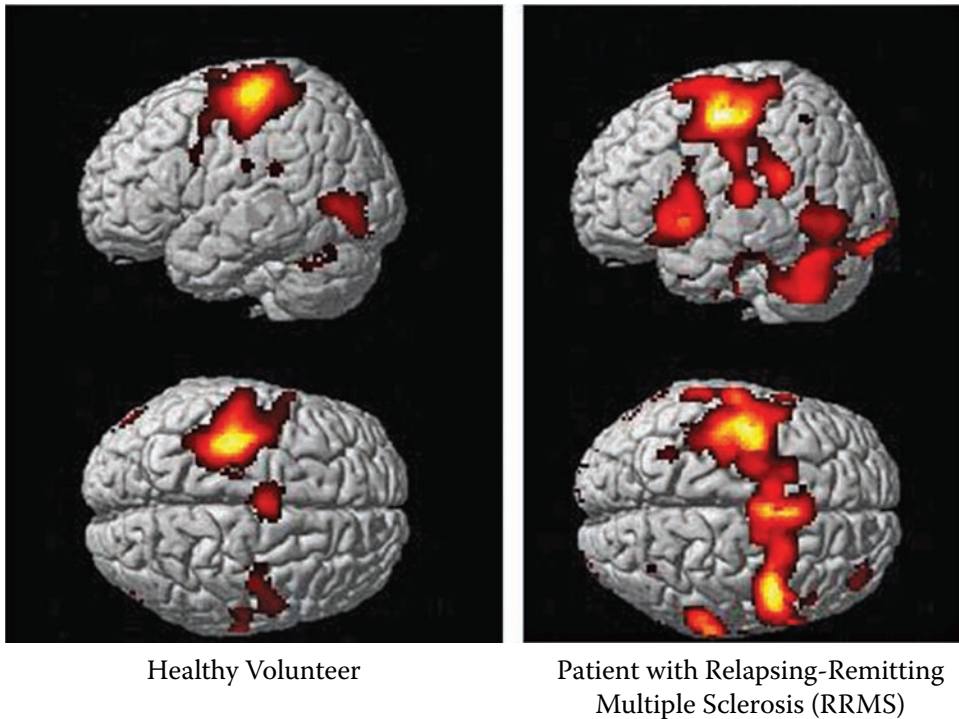 Healthy Volunteer
Patient with Relapsing-Remitting
Multiple Sclerosis (RRMS)